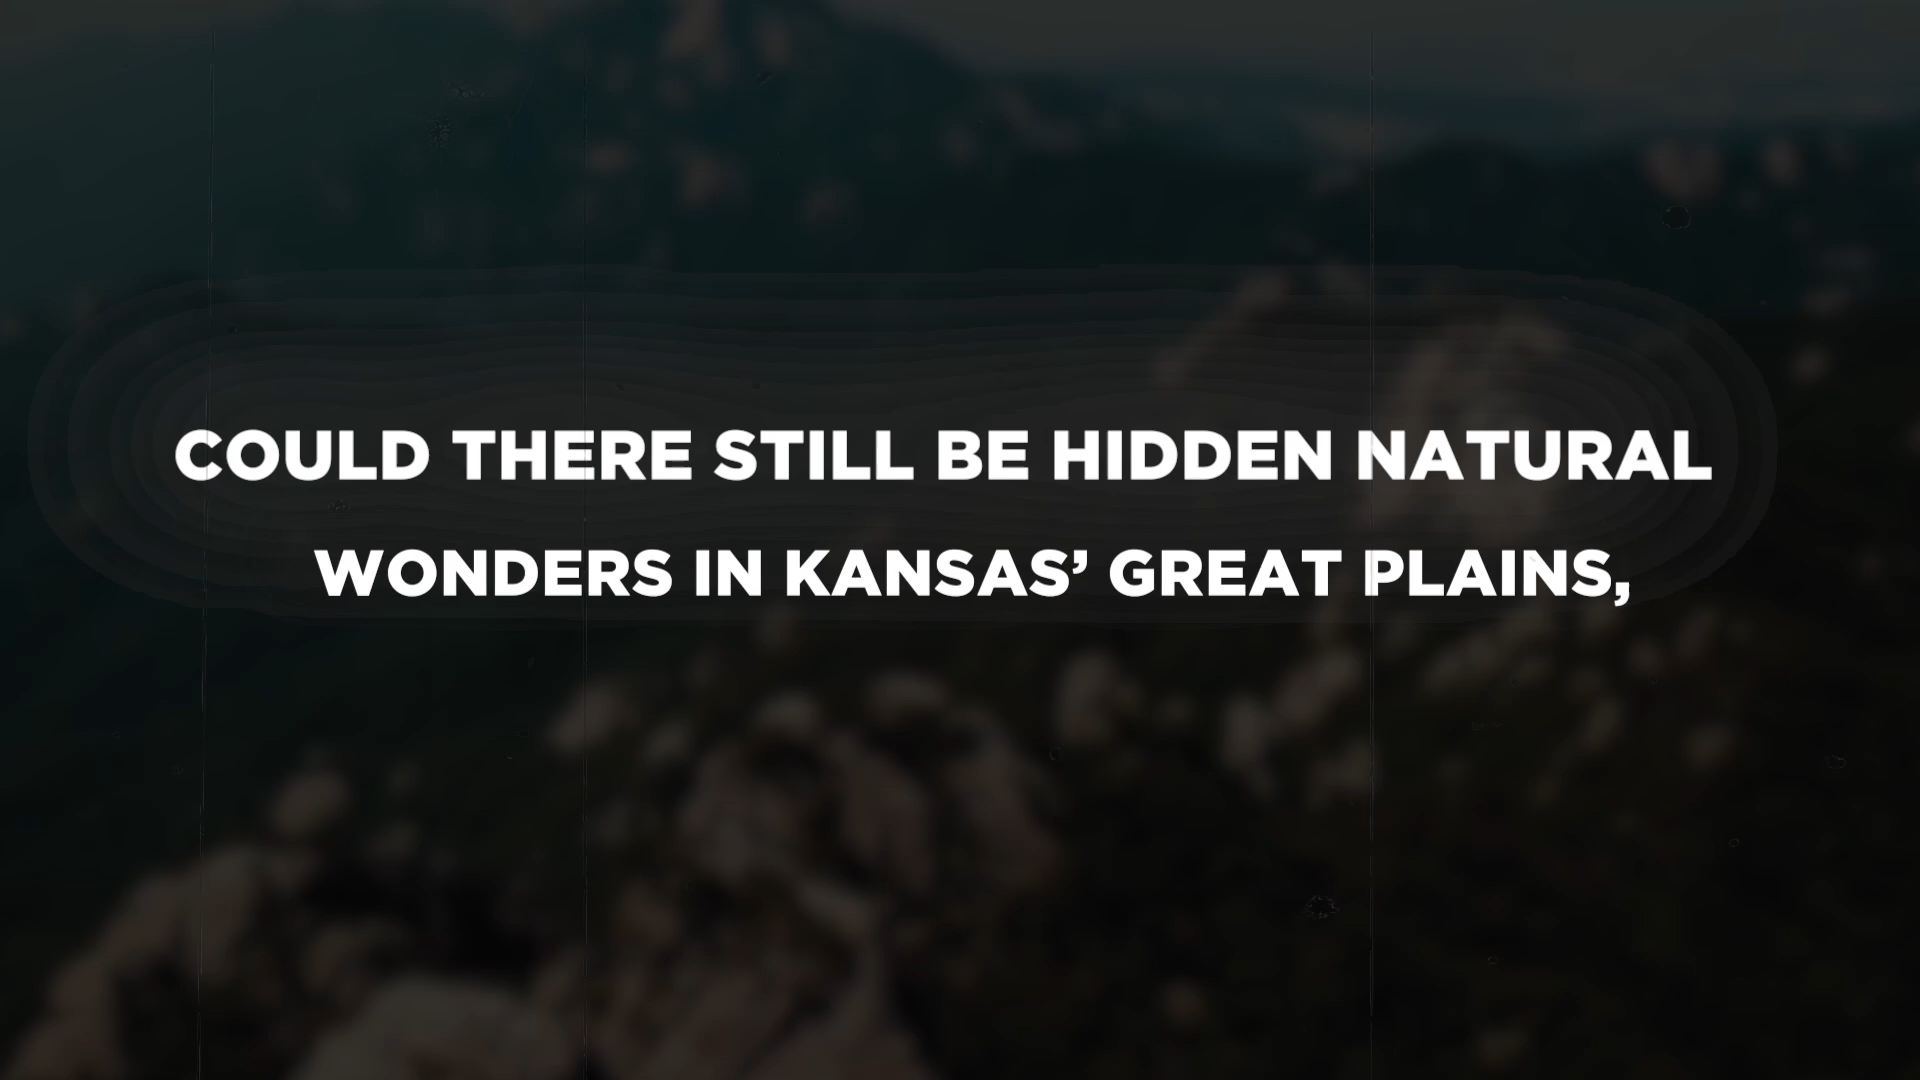 COULD THERE STILL BE HIDDEN NATURAL
WONDERS IN KANSAS’ GREAT PLAINS,